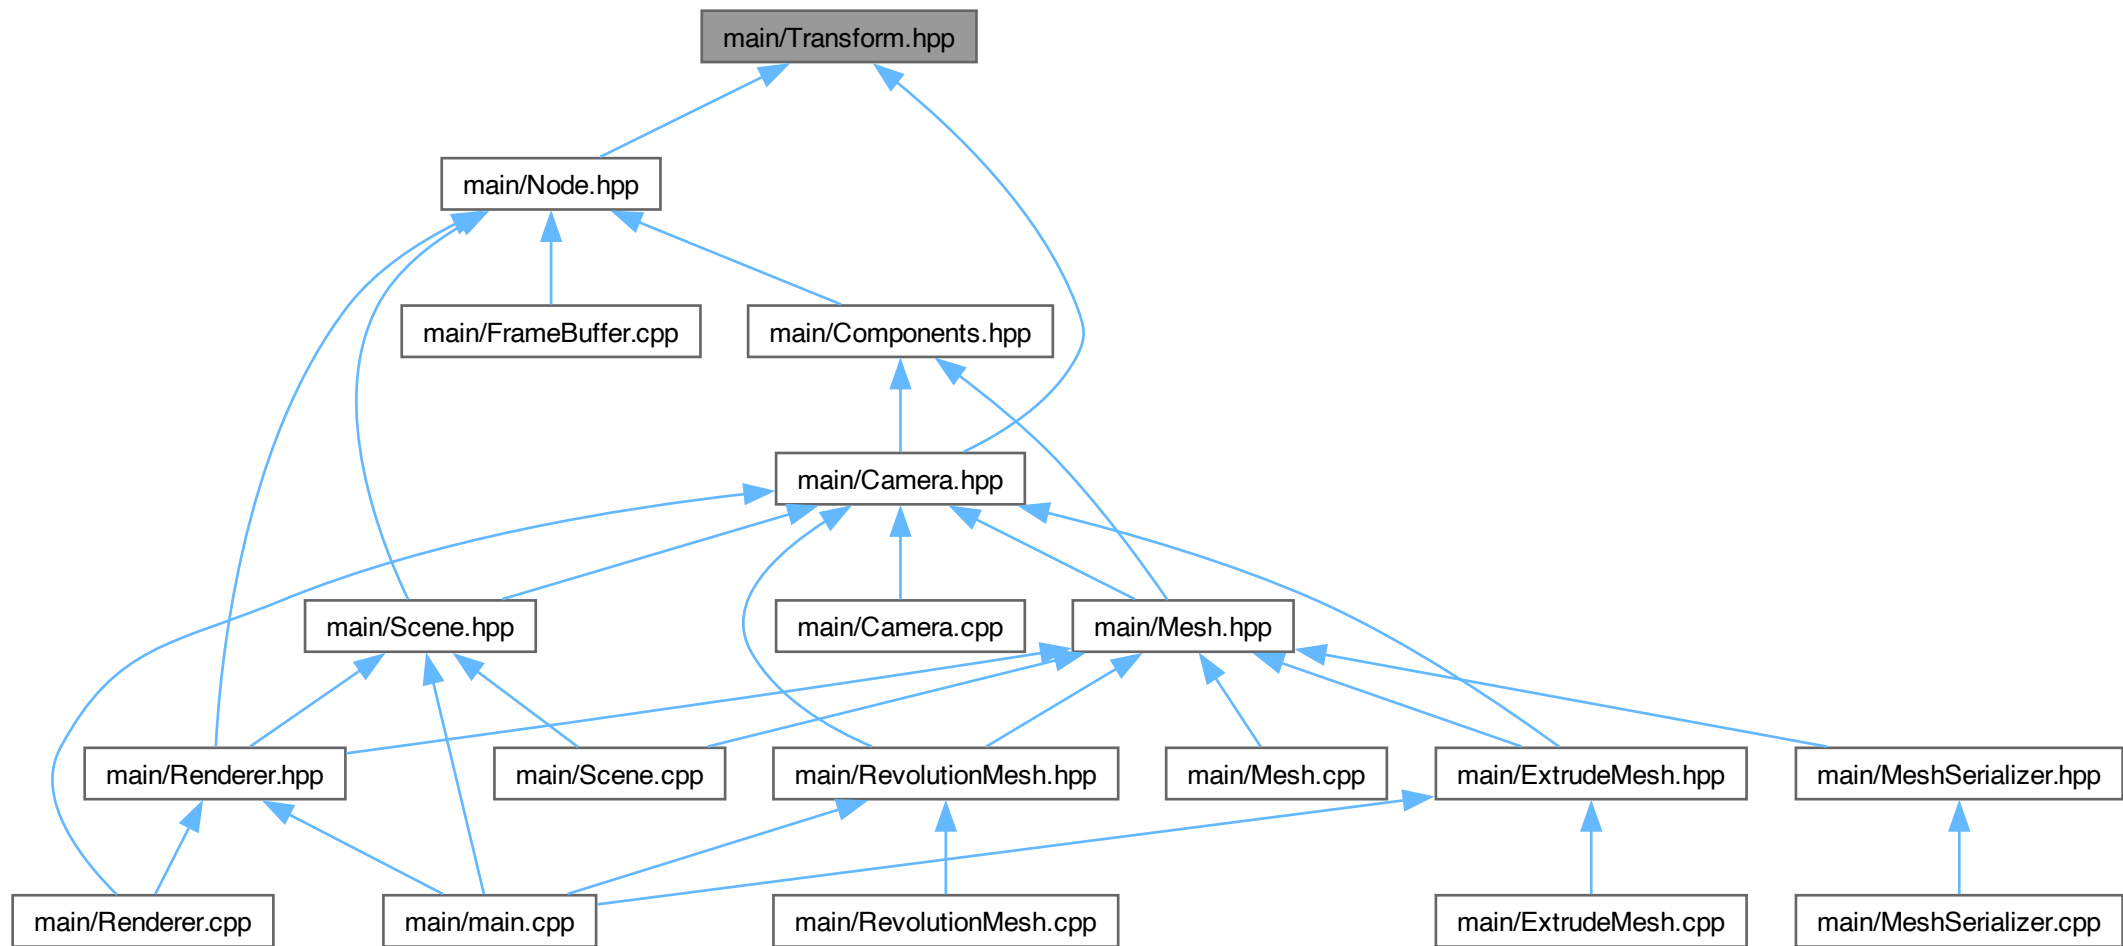 main/Transform.hpp
main/Node.hpp
main/FrameBuffer.cpp
main/Components.hpp
main/Camera.hpp
main/Scene.hpp
main/Camera.cpp
main/Mesh.hpp
main/Renderer.hpp
main/Scene.cpp
main/RevolutionMesh.hpp
main/Mesh.cpp
main/ExtrudeMesh.hpp
main/MeshSerializer.hpp
main/Renderer.cpp
main/main.cpp
main/RevolutionMesh.cpp
main/ExtrudeMesh.cpp
main/MeshSerializer.cpp